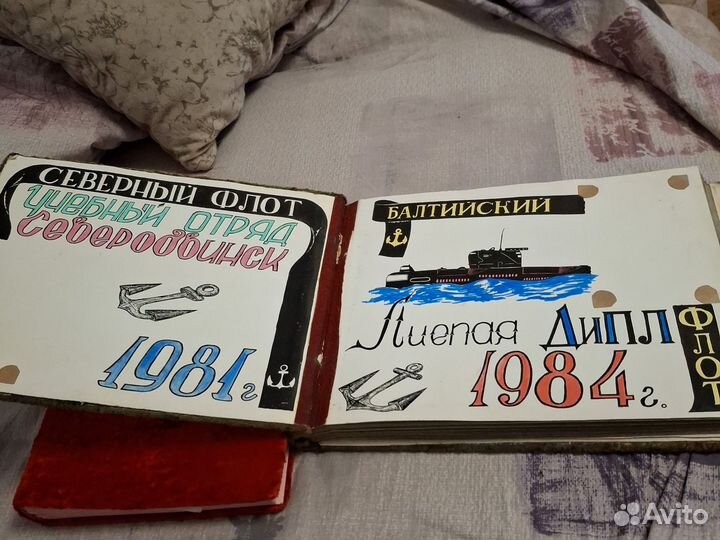 СЕВЕРНЫЙ ФЛОТ
УЧЕБНЫЙ ОТРЯД
Северодвинск
1981г
БАЛТИЙСКИЙ
ФЛОТ
Лиепая ДиПЛ
1984г.
Avito